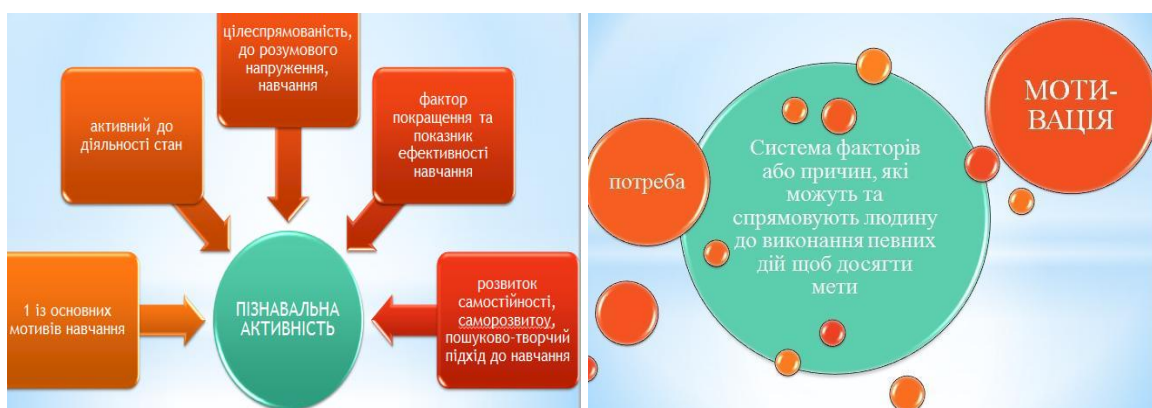 цілеспрямованість,
до розумового
напруження,
навчання
активний до
діяльності стан
фактор
покращення та
показник
ефективності
навчання
1 із основних
мотивів навчання
ПІЗНАВАЛЬНА
АКТИВНІСТЬ
розвиток
самостійності,
саморозвитоу,
пошуково-творчий
підхід до навчання
МОТИ-
ВАЦІЯ
потреба
Система факторів
або причин, які
можуть та
спрямовують людину
до виконання певних
дій щоб досягти
мети